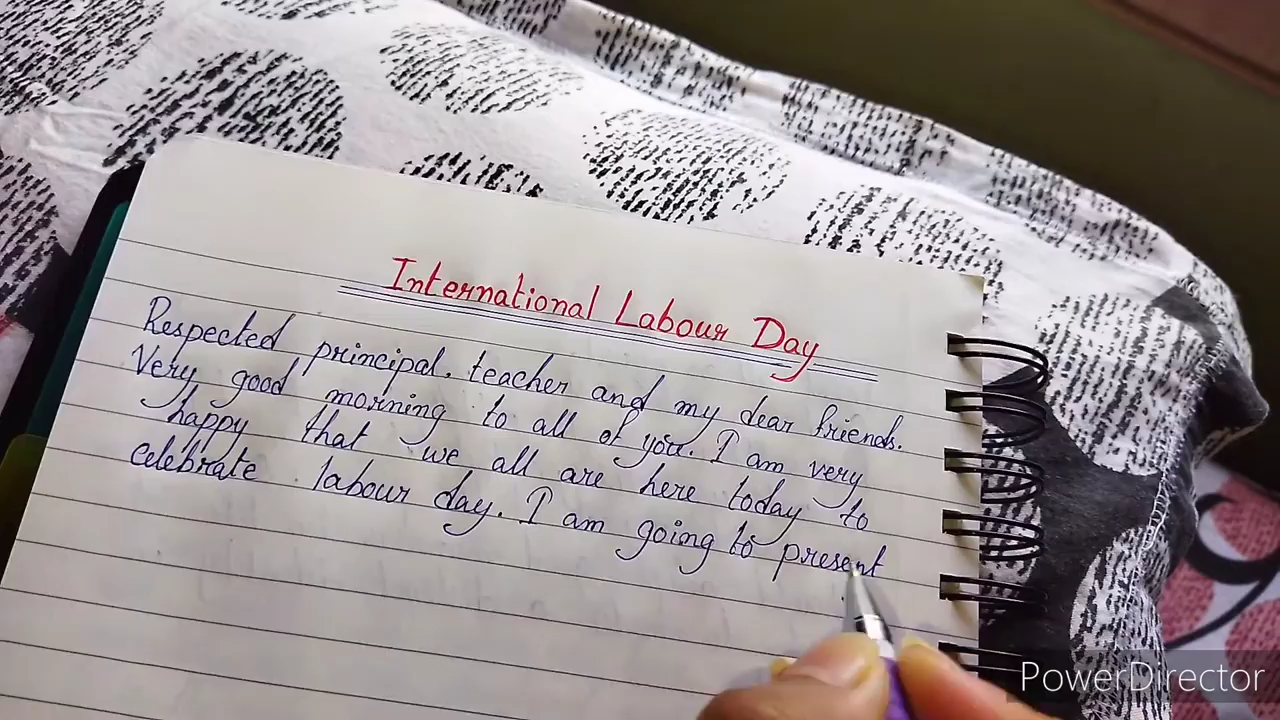 International Labour Day
Respected principal, teacher and my dear friends.
Very good morning to all of you. I am very
happy that we all are here today to
celebrate labour day. I am going to present
PowerDirector